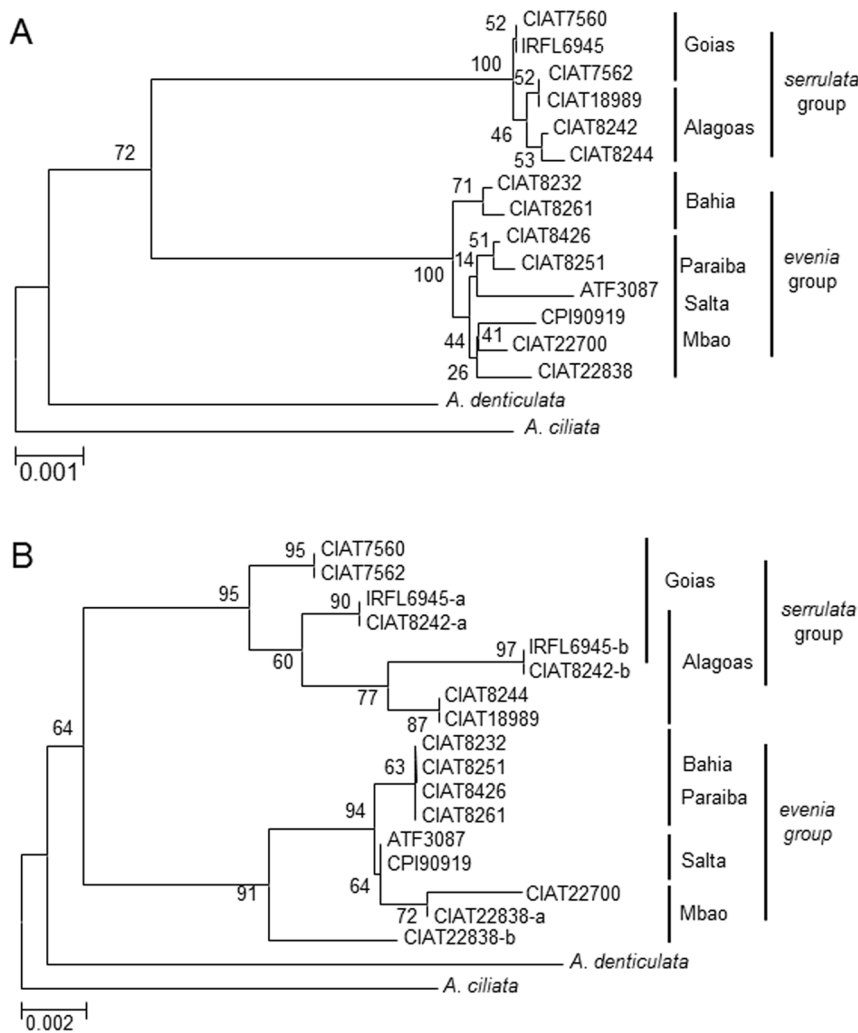 A
52
CIAT7560
IRFL6945
Goias
100
52
CIAT7562
CIAT18989
serrulata
group
46
CIAT8242
Alagoas
53
CIAT8244
72
71
CIAT8232
CIAT8261
Bahia
51
CIAT8426
14
CIAT8251
Paraiba
evenia
group
100
ATF3087
Salta
CPI90919
44
41
CIAT22700
Mbao
26
CIAT22838
A. denticulata
A. ciliata
0.001
B
95
CIAT7560
CIAT7562
Goias
95
90
IRFL6945-a
CIAT8242-a
serrulata
group
60
97
IRFL6945-b
CIAT8242-b
Alagoas
77
CIAT8244
CIAT18989
87
64
CIAT8232
63
CIAT8251
Bahia
CIAT8426
Paraiba
94
CIAT8261
evenia
group
ATF3087
CPI90919
Salta
64
91
CIAT22700
72
CIAT22838-a
Mbao
CIAT22838-b
A. denticulata
A. ciliata
0.002